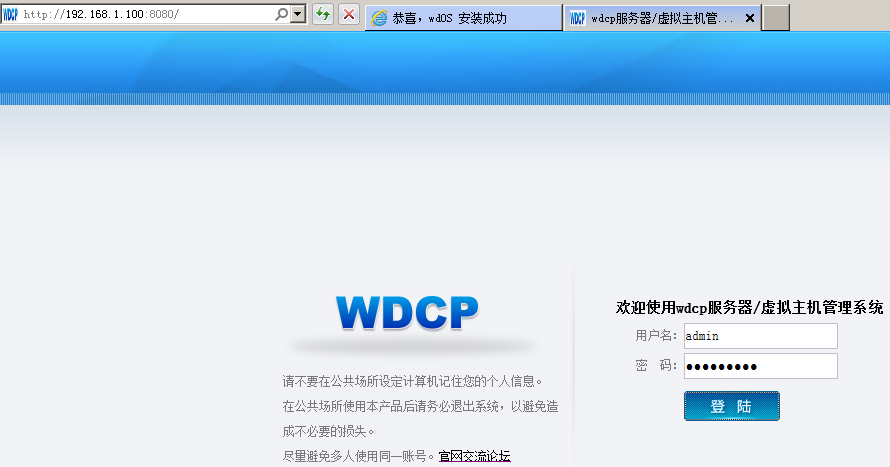 WDCP http://192.168.1.100:8080/
恭喜，wdOS 安装成功
WDCP wdcp服务器/虚拟主机管...
WDCP
欢迎使用wdcp服务器/虚拟主机管理系统
用户名: admin
密 码: ●●●●●●●●●
登 陆
请不要在公共场所设定计算机记住您的个人信息。
在公共场所使用本产品后请务必退出系统，以避免造
成不必要的损失。
尽量避免多人使用同一账号。官网交流论坛